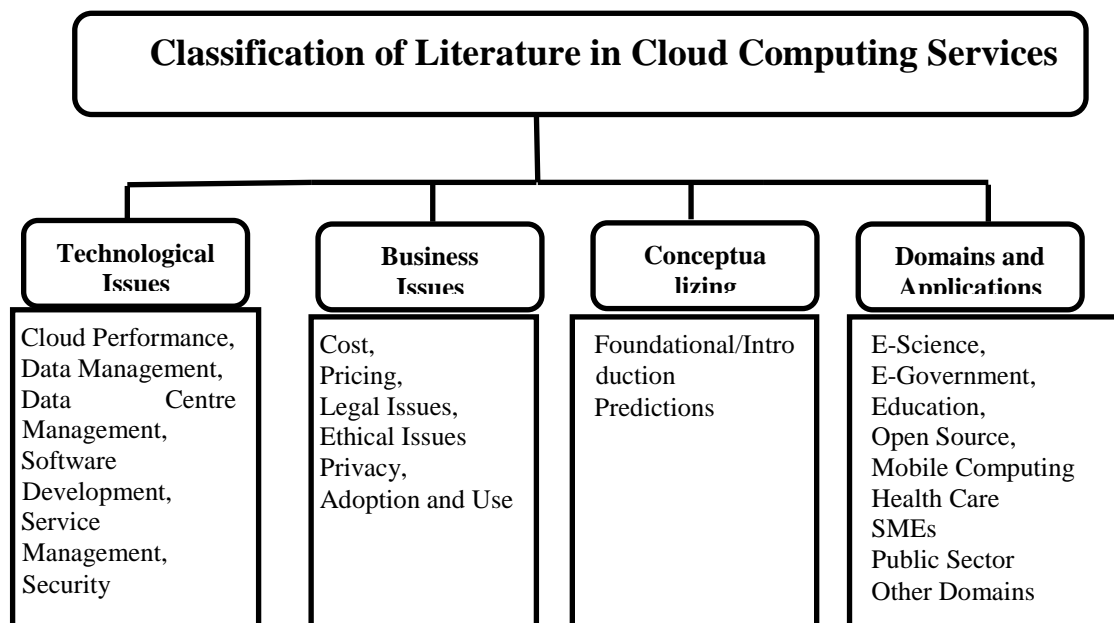 Classification of Literature in Cloud Computing Services
Technological
Issues
Cloud Performance,
Data Management,
Data Centre
Management,
Software
Development,
Service
Management,
Security
Business
Issues
Cost,
Pricing,
Legal Issues,
Ethical Issues
Privacy,
Adoption and Use
Conceptua
lizing
Foundational/Intro
duction
Predictions
Domains and
Applications
E-Science,
E-Government,
Education,
Open Source,
Mobile Computing
Health Care
SMEs
Public Sector
Other Domains